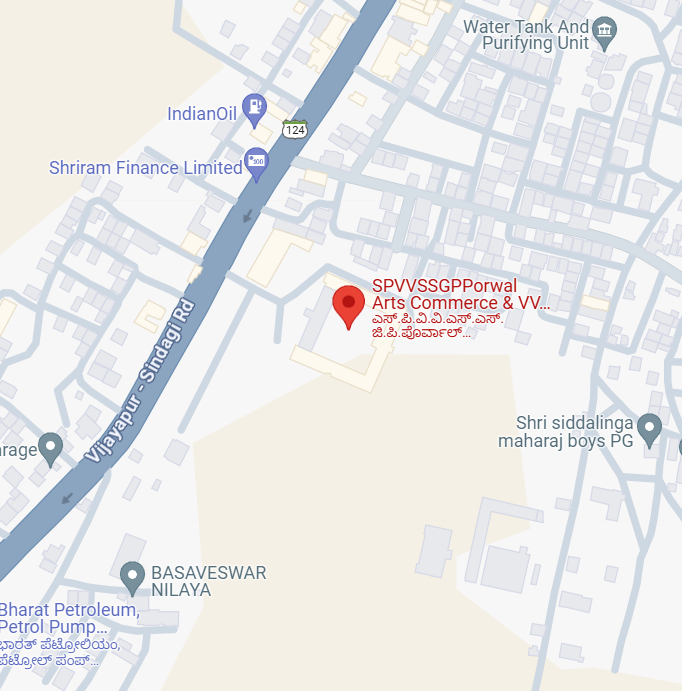 Water Tank And
Purifying Unit
IndianOil
124
Shriram Finance Limited
SPVVSSGPPorwal
Arts Commerce & VV...
ಎಸ್.ಪಿ.ವಿ.ವಿ.ಎಸ್.ಎಸ್.
ಜಿ.ಪಿ.ಪೊರ್ವಾಲ್...
Vijayapur - Sindagi Rd
Shri siddalinga
maharaj boys PG
arage
BASAVESWAR
NILAYA
Bharat Petroleum,
Petrol Pump...
ಭಾರತ್ ಪೆಟ್ರೋಲಿಯಂ,
ಪೆಟ್ರೋಲ್ ಪಂಪ್...